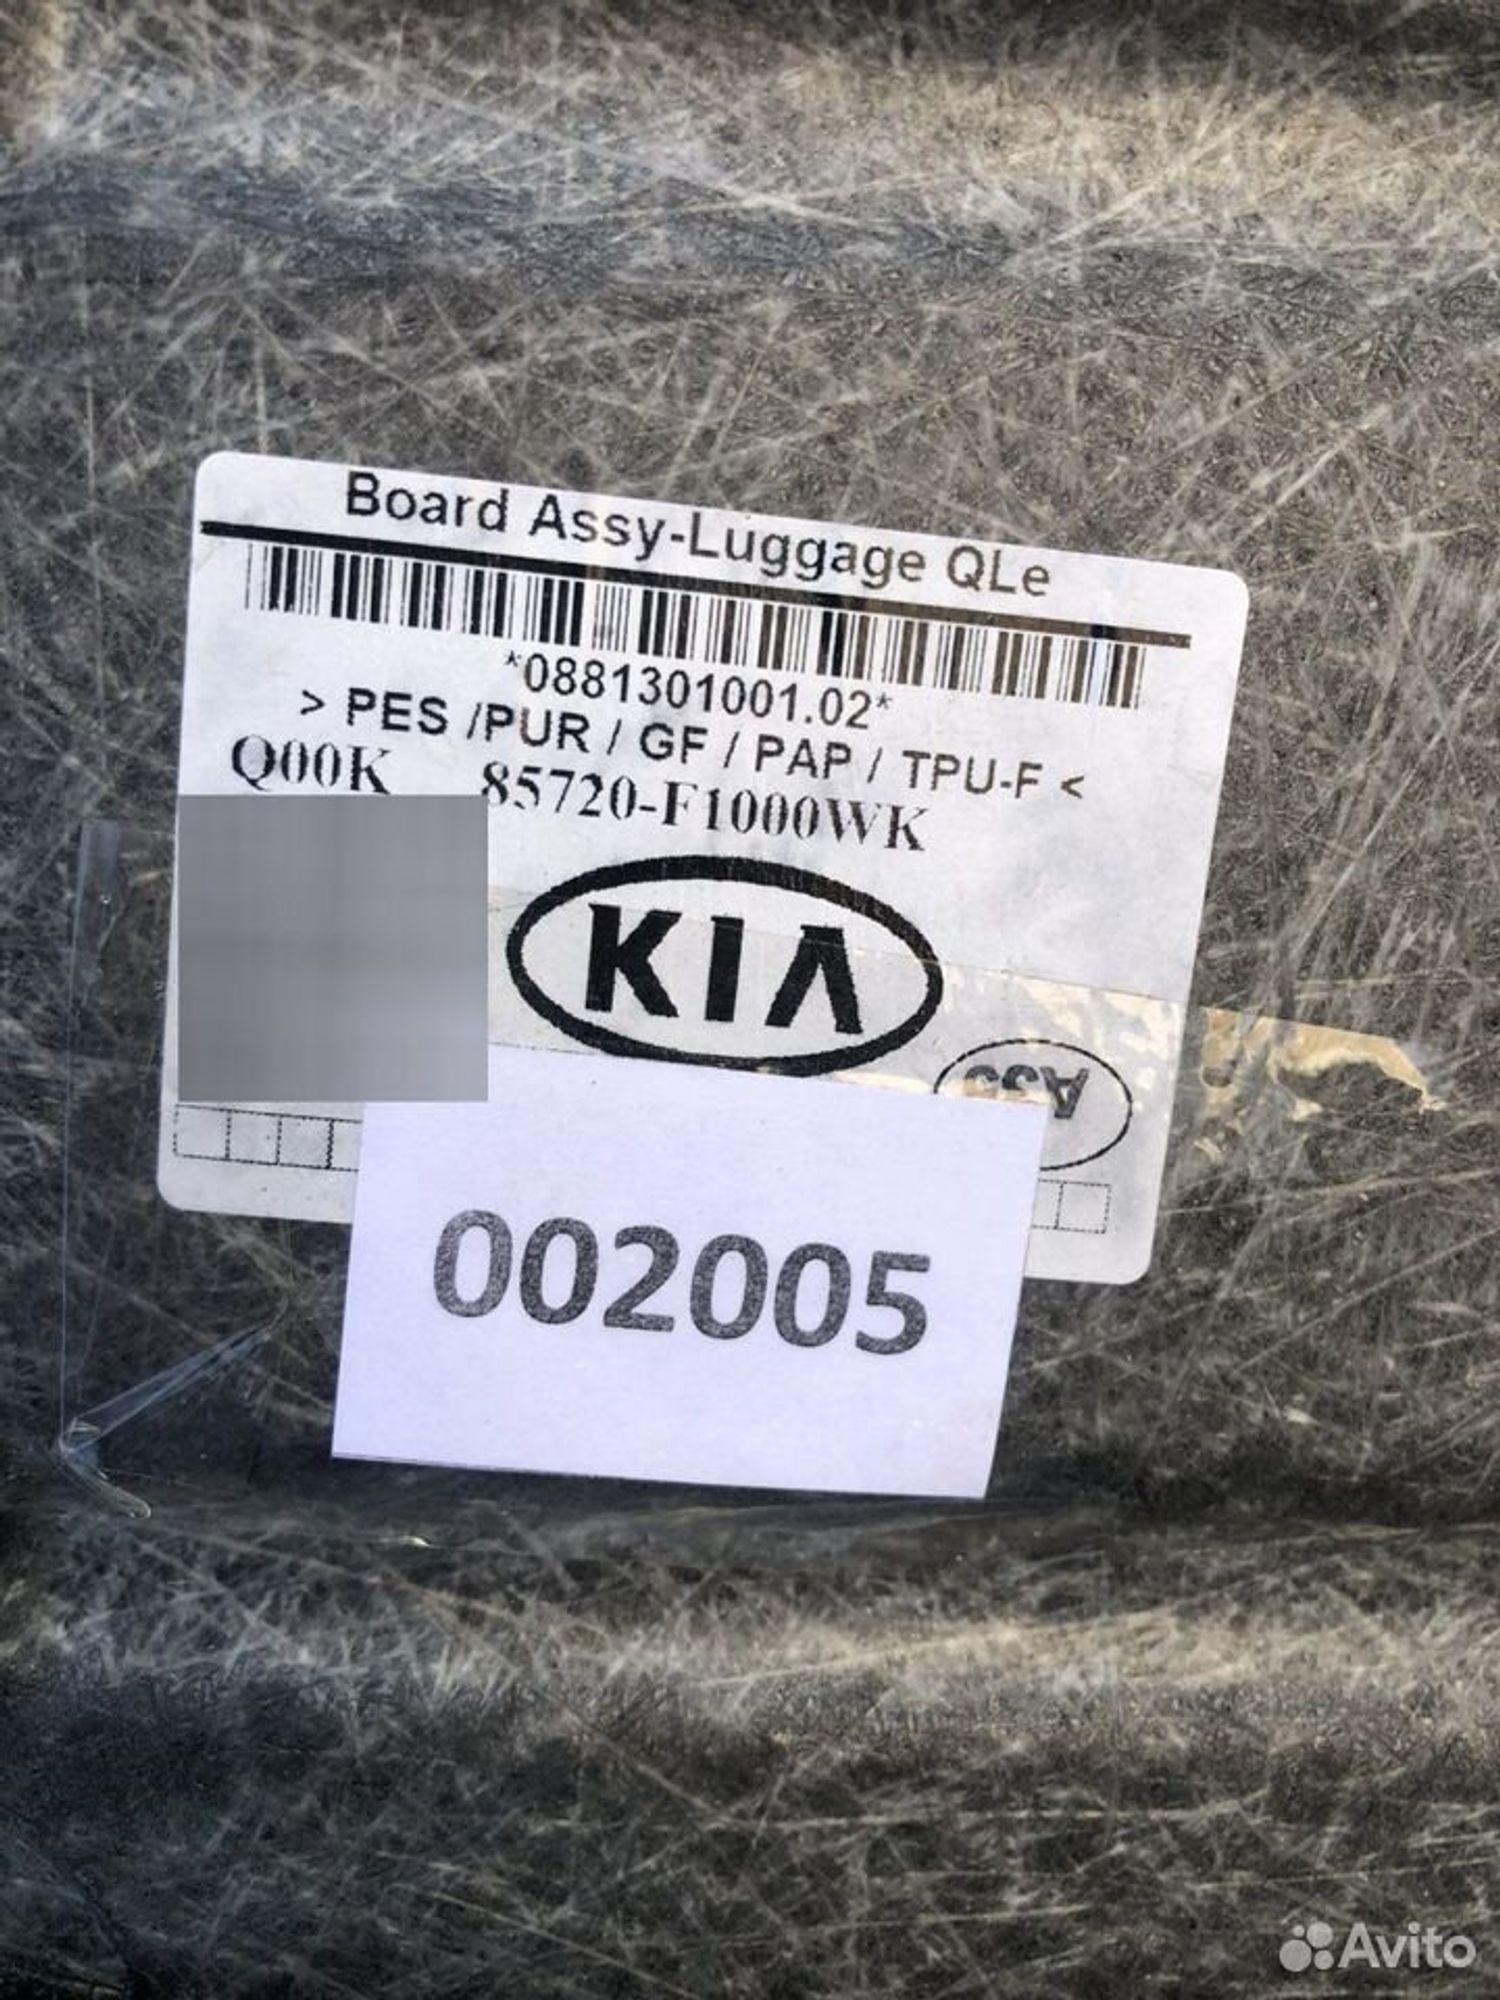 Board Assy-Luggage QLe
*0881301001.02*
> PES /PUR / GF / PAP / TPU-F <
Q00K 85720-F1000WK
KIA
002005
Avito